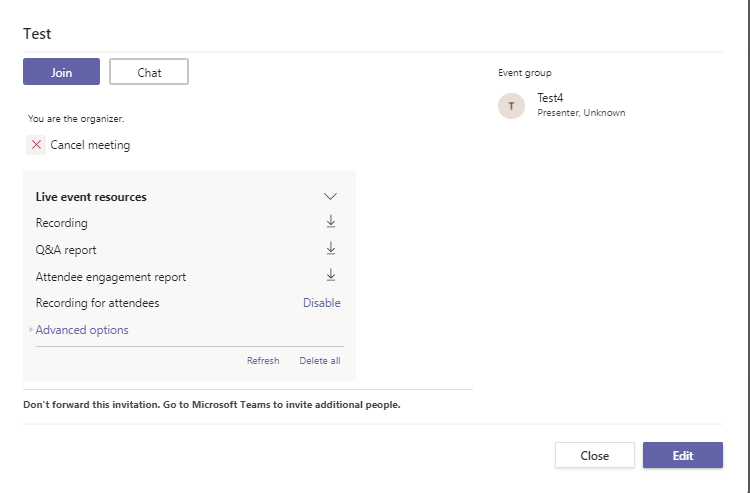 Test
Join
Chat
You are the organizer.
Cancel meeting
Live event resources
Recording
Q&A report
Attendee engagement report
Recording for attendees Disable
Advanced options
Refresh Delete all
Don't forward this invitation. Go to Microsoft Teams to invite additional people.
Event group
T
Test4
Presenter, Unknown
Close
Edit